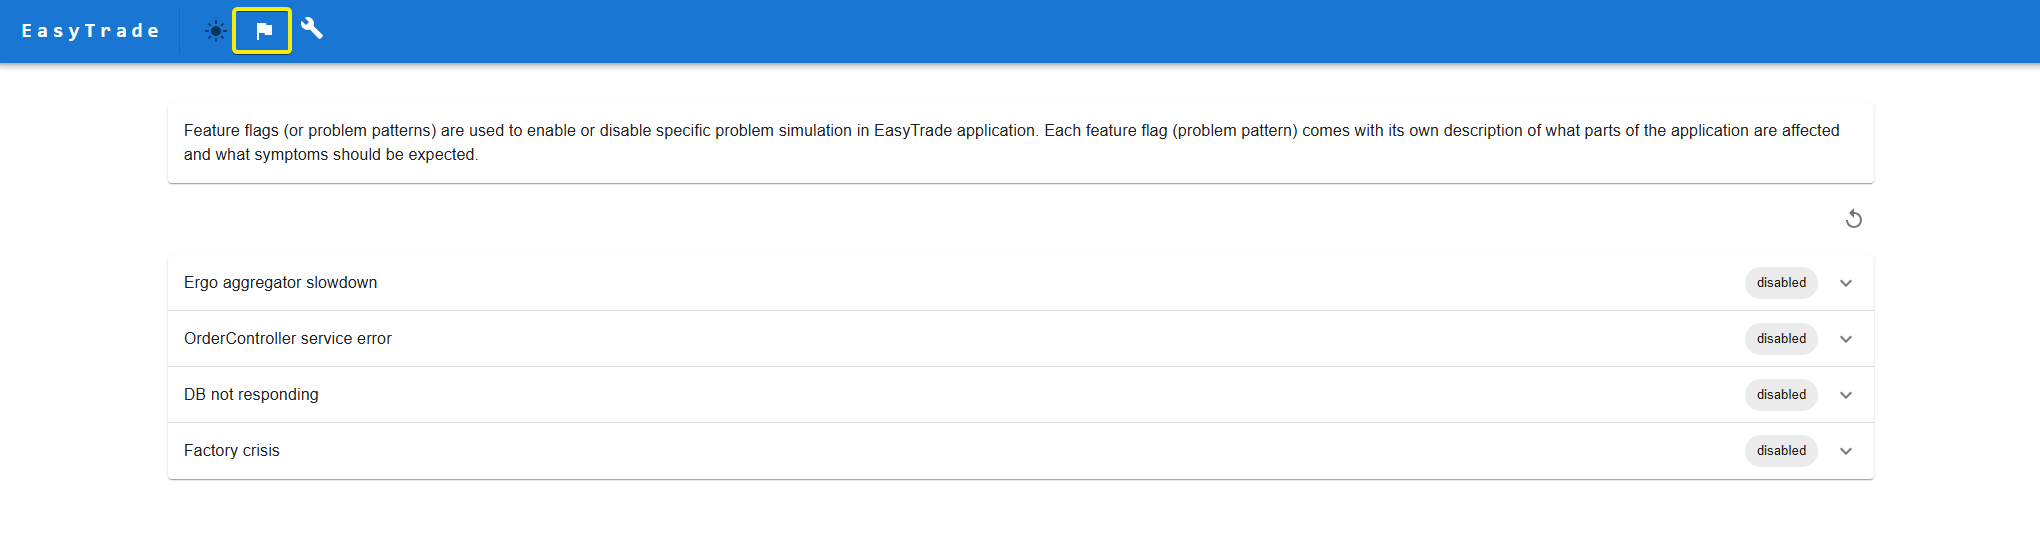 EasyTrade
Feature flags (or problem patterns) are used to enable or disable specific problem simulation in EasyTrade application. Each feature flag (problem pattern) comes with its own description of what parts of the application are affected
and what symptoms should be expected.
Ergo aggregator slowdown disabled
OrderController service error disabled
DB not responding disabled
Factory crisis disabled